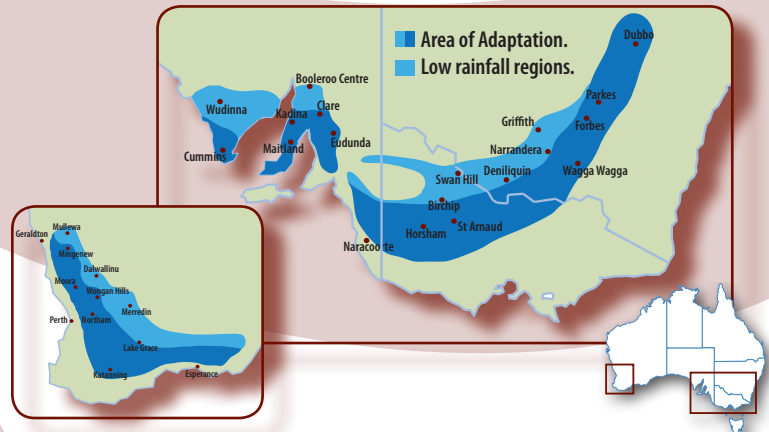 Area of Adaptation.
Low rainfall regions.
Dubbo
Booleroo Centre
Wudinna
Clare
Kadina
Parkes
Griffith
Forbes
Eudunda
Maitland
Cummins
Narrandera
Wagga Wagga
Deniliquin
Swan Hill
Birchip
St Arnaud
Horsham
Naracoorte
Mullewa
Geraldton
Mingenew
Dalwallinu
Moora
Wongan Hills
Merredin
Perth
Northam
Lake Grace
Katanning
Esperance